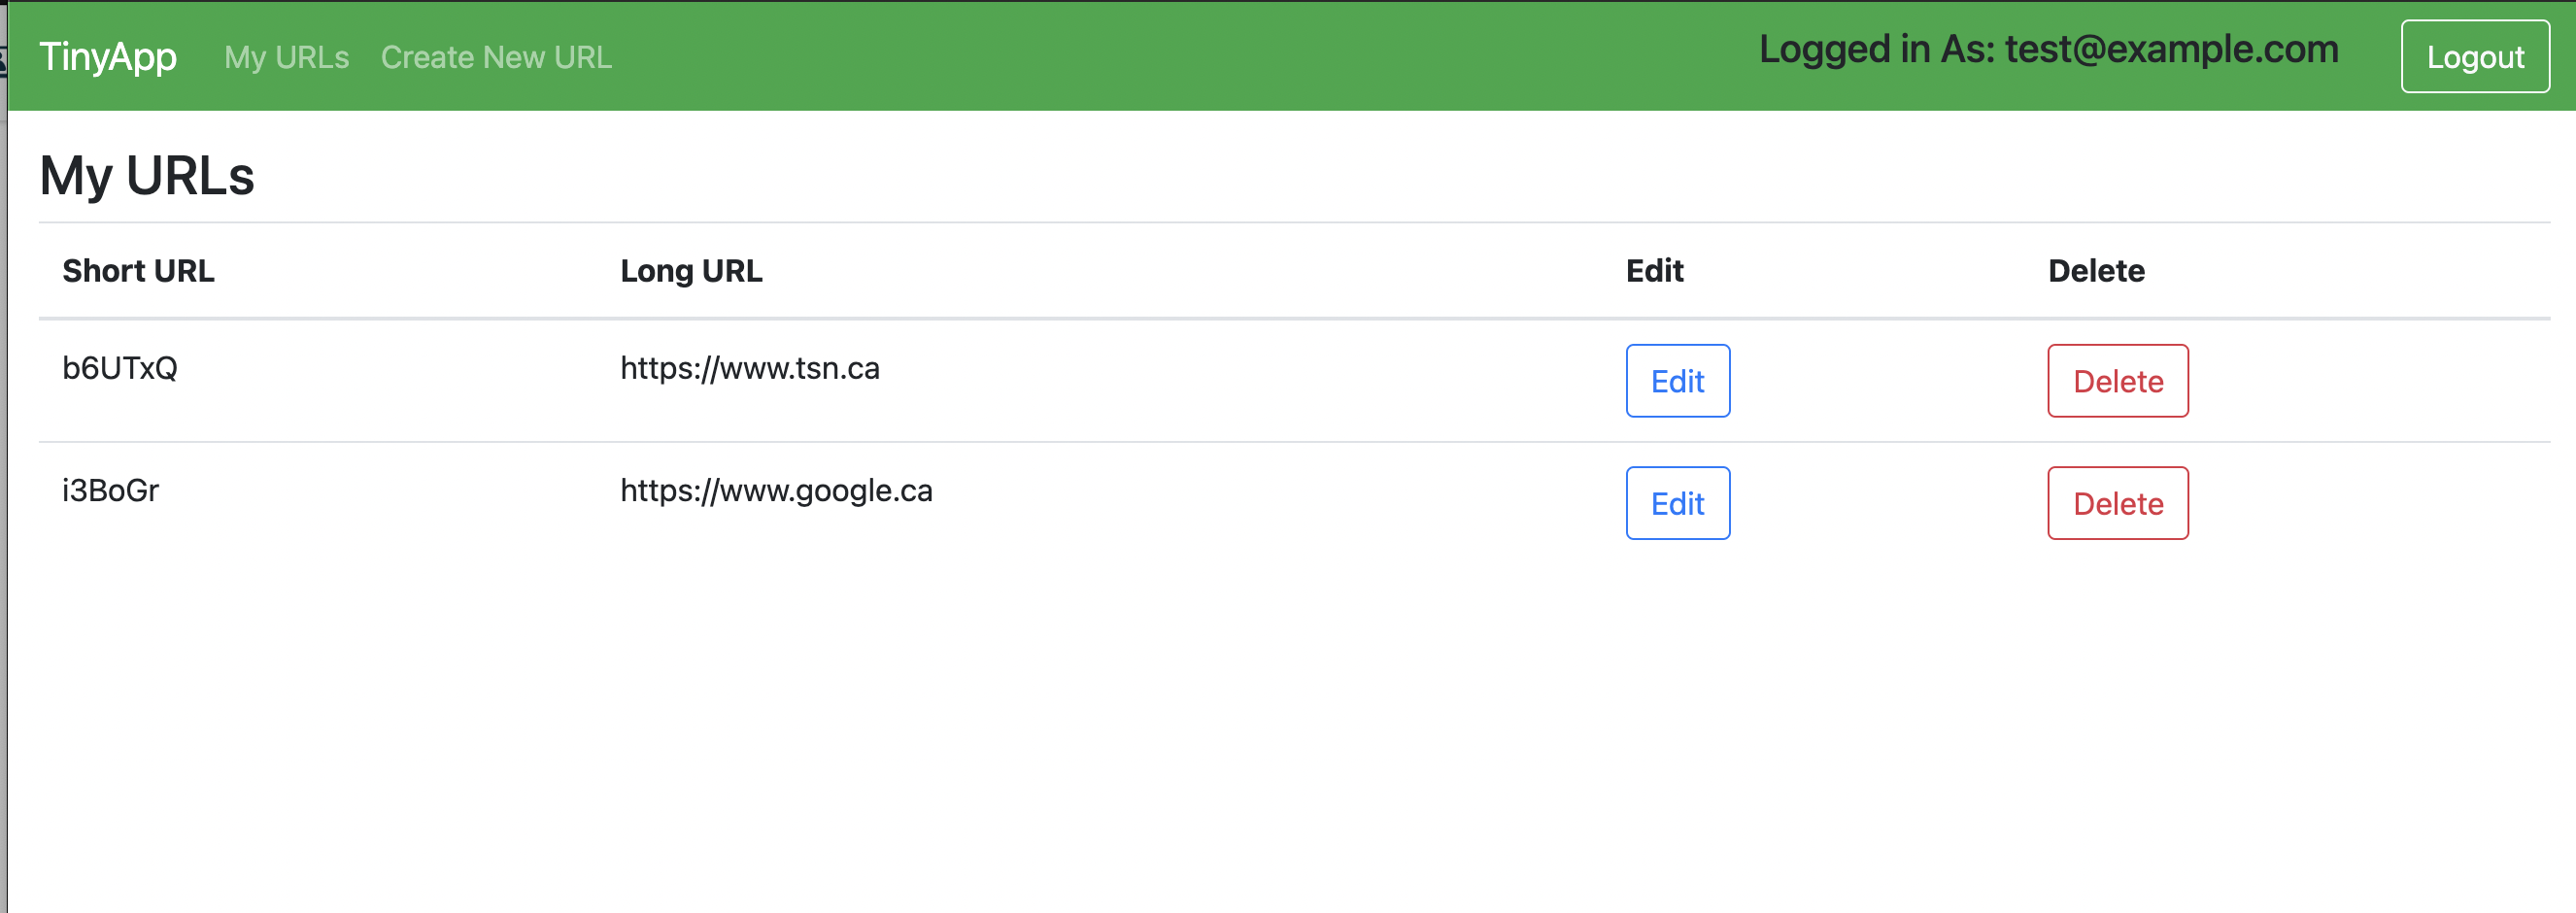 TinyApp My URLs Create New URL Logged in As: test@example.com Logout
My URLs
Short URL Long URL Edit Delete
b6UTxQ https://www.tsn.ca Edit Delete
i3BoGr https://www.google.ca Edit Delete